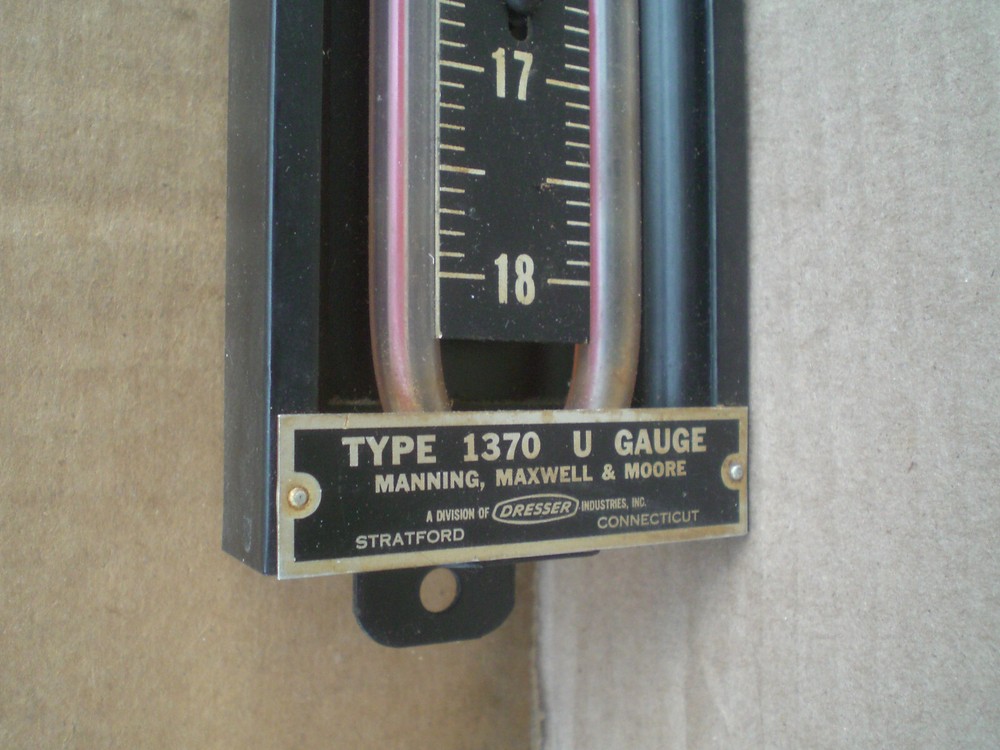 17
18
TYPE 1370 U GAUGE
MANNING, MAXWELL & MOORE
A DIVISION OF DRESSER INDUSTRIES, INC.
STRATFORD CONNECTICUT